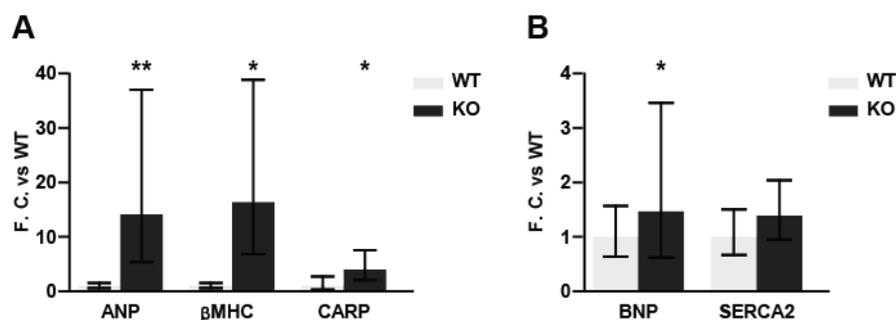 A
F. C. vs WT
40
30
20
10
0
**
*
*
WT
KO
ANP βMHC CARP
B
F. C. vs WT
4
3
2
1
0
*
WT
KO
BNP SERCA2